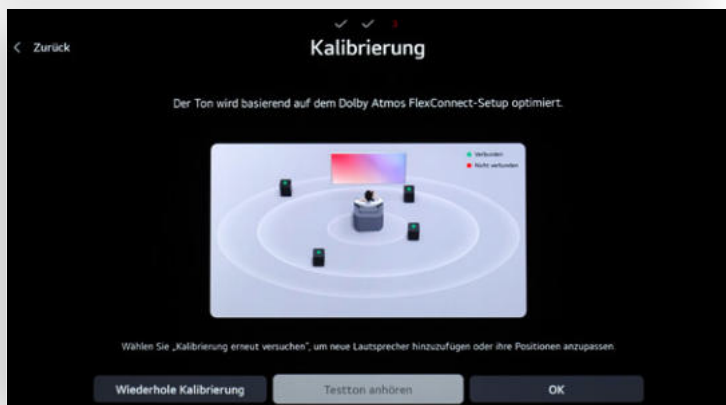 3
Zurück
Kalibrierung
Der Ton wird basierend auf dem Dolby Atmos FlexConnect-Setup optimiert.
Verbunden
Nicht verbunden
Wählen Sie „Kalibrierung erneut versuchen“, um neue Lautsprecher hinzuzufügen oder ihre Positionen anzupassen.
Wiederhole Kalibrierung
Testton anhören
OK